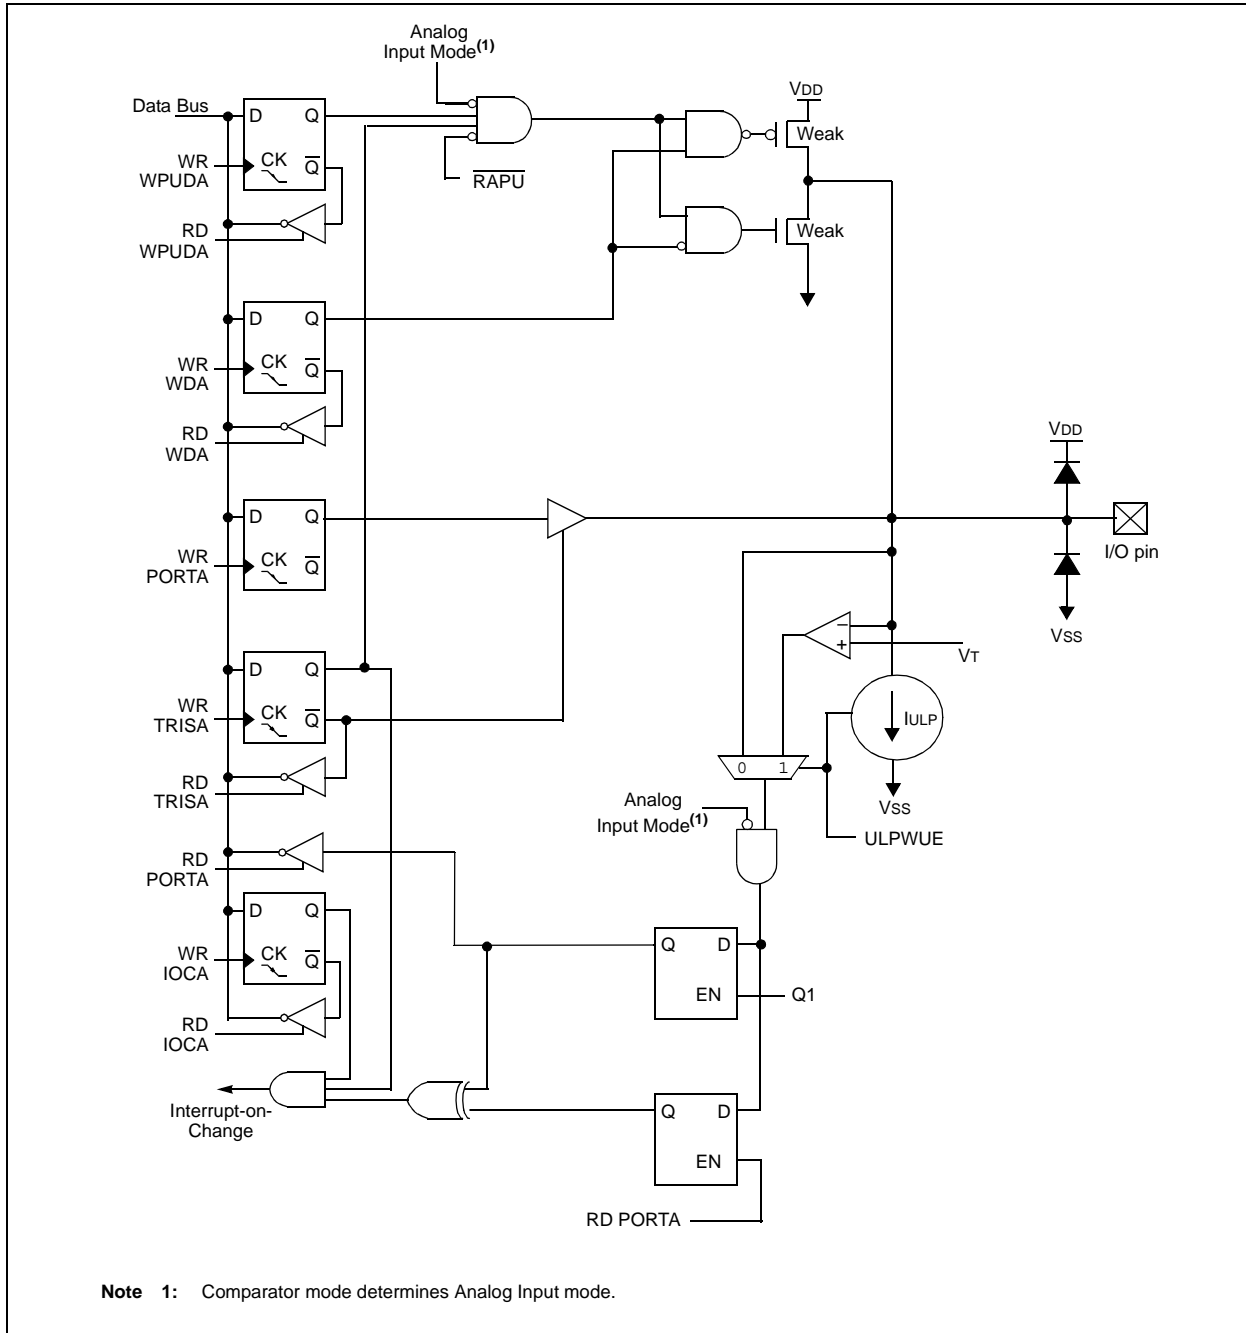 Analog
Input Mode(1)
Data Bus
D Q
CK Q
WR
WPUDA
RAPU
VDD
Weak
Weak
RD
WPUDA
D Q
CK Q
WR
WDA
RD
WDA
VDD
D Q
CK Q
WR
PORTA
I/O pin
VSS
− 
+
VT
D Q
CK Q
WR
TRISA
IULP
0 1
RD
TRISA
VSS
Analog
Input Mode(1)
ULPWUE
RD
PORTA
D Q
CK Q
WR
IOCA
Q D
EN
Q1
RD
IOCA
Interrupt-on-
Change
Q D
EN
RD PORTA
Note 1: Comparator mode determines Analog Input mode.